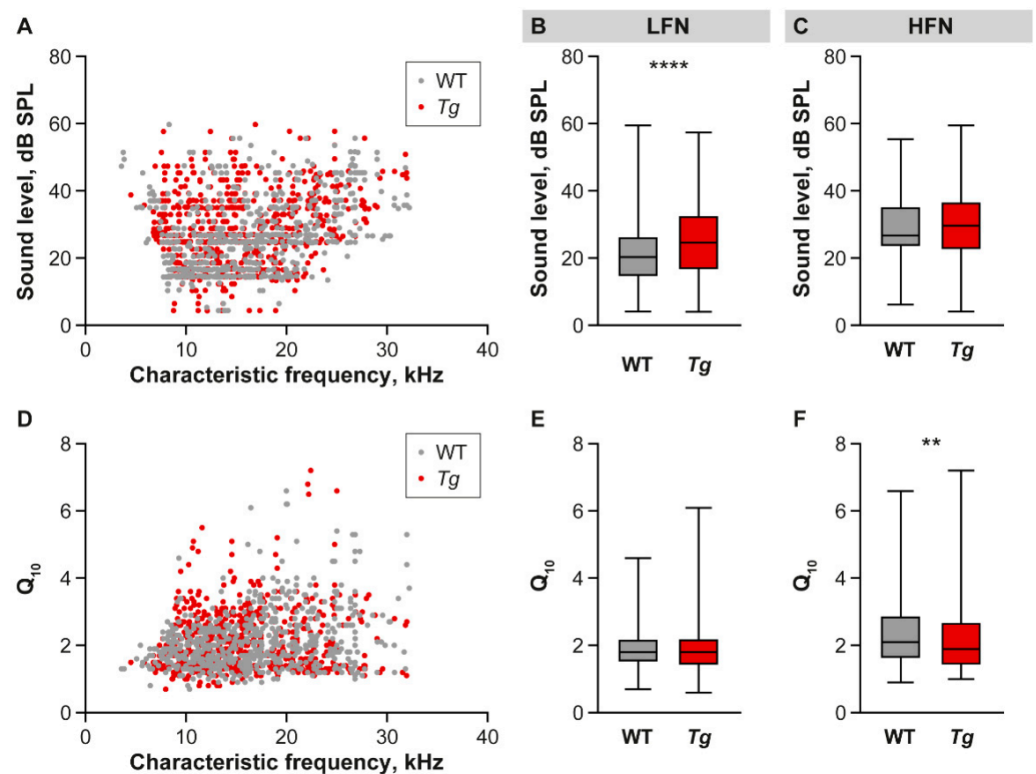 A
Sound level, dB SPL
80
60
40
20
0
WT
Tg
0 10 20 30 40
Characteristic frequency, kHz
B
LFN
Sound level, dB SPL
80
60
40
20
0
****
WT Tg
C
HFN
Sound level, dB SPL
80
60
40
20
0
WT Tg
D
Q10
8
6
4
2
0
WT
Tg
0 10 20 30 40
Characteristic frequency, kHz
E
Q10
8
6
4
2
0
WT Tg
F
Q10
8
6
4
2
0
**
WT Tg